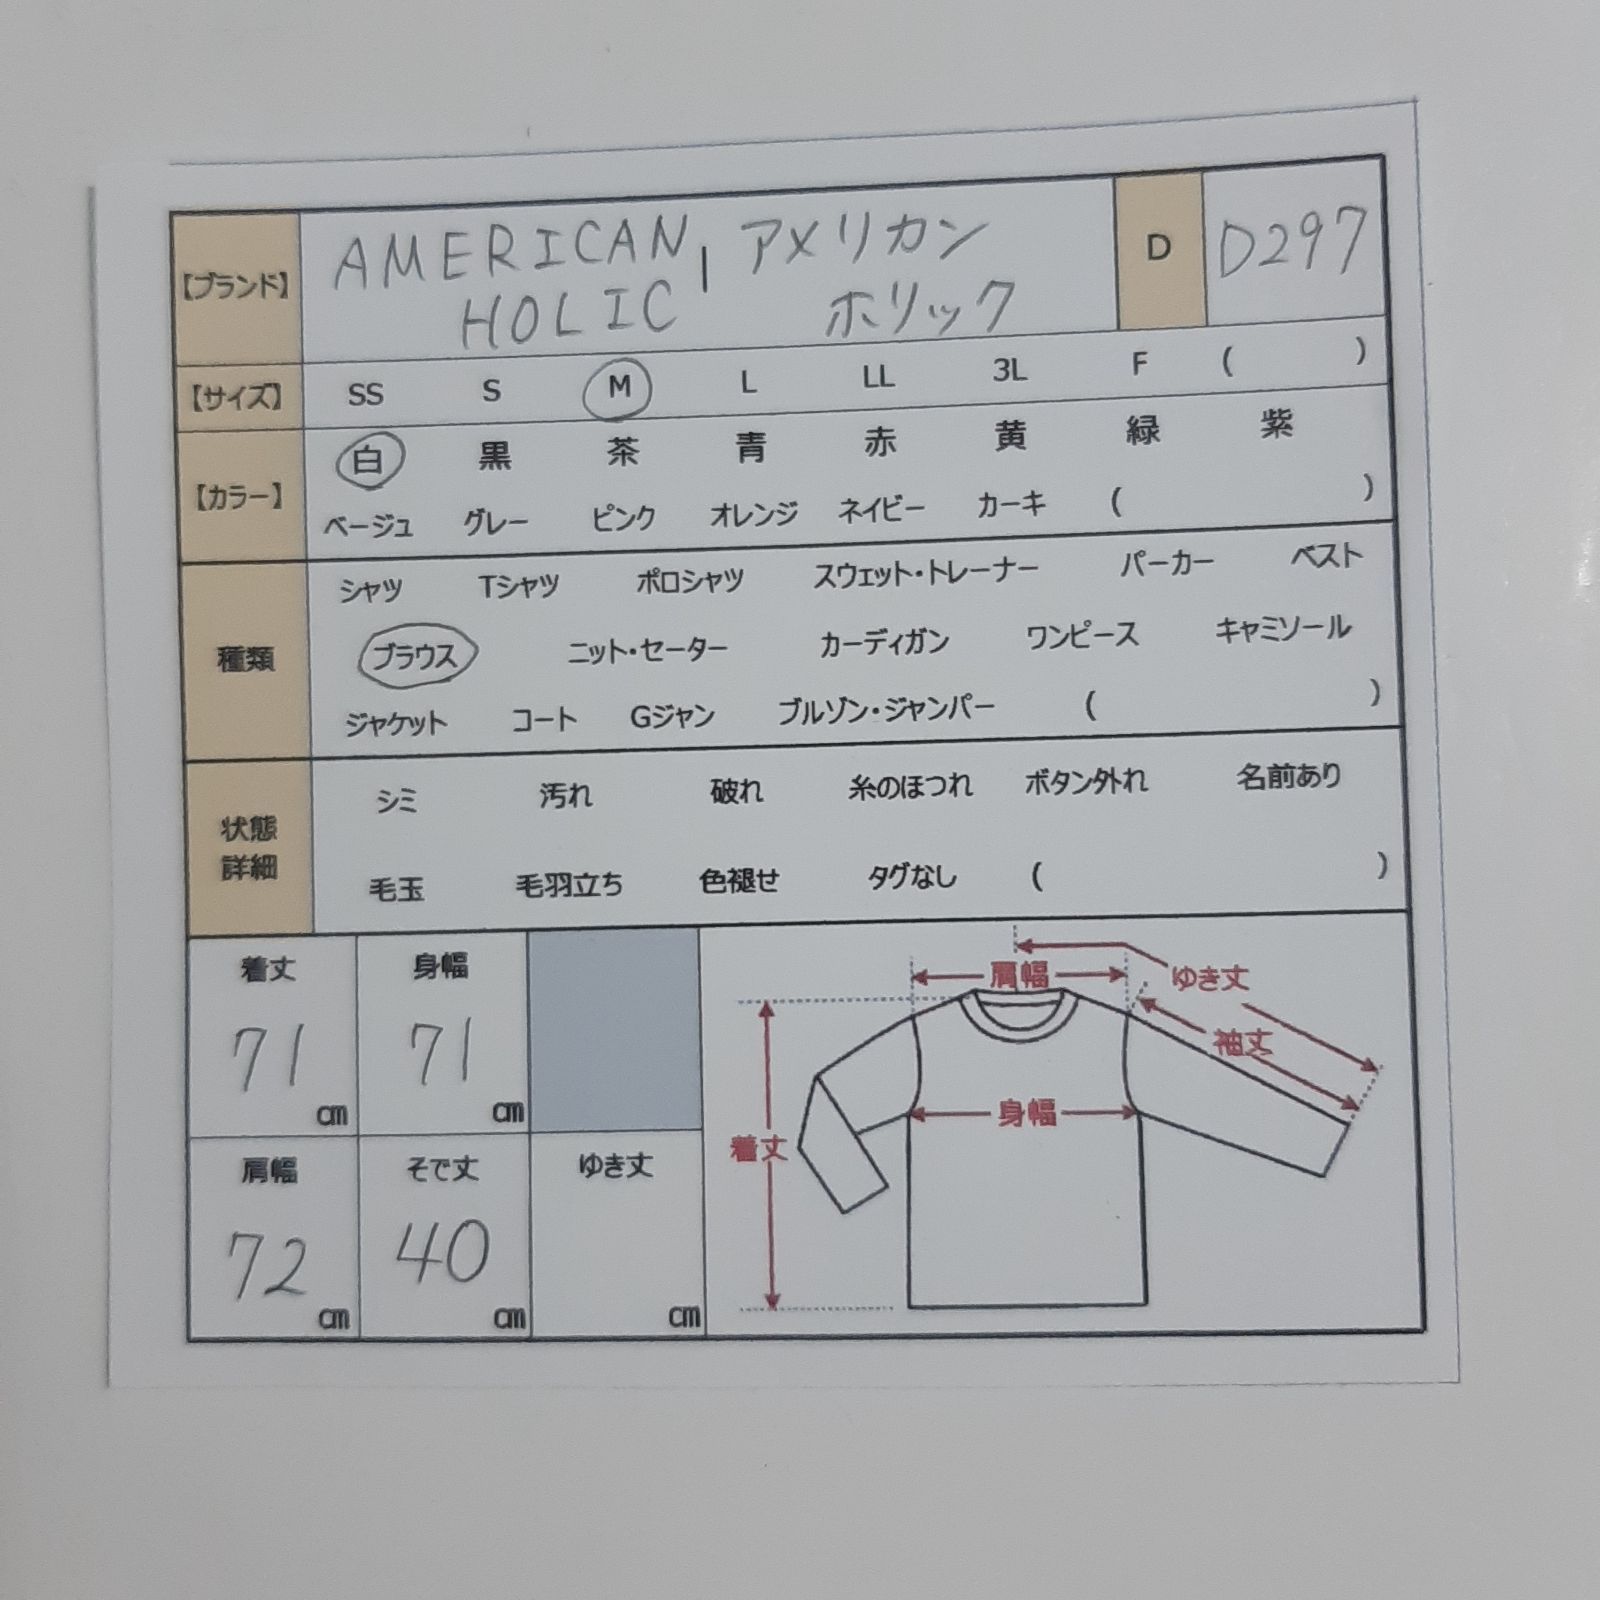 【ブランド】 AMERICAN, アメリカン D D297
HOLIC ホリック
【サイズ】 SS S M L LL 3L F ( )
【カラー】 白 黒 茶 青 赤 黄 緑 紫
ベージュ グレー ピンク オレンジ ネイビー カーキ ( )
種類 シャツ Tシャツ ポロシャツ スウェット・トレーナー パーカー ベスト
ブラウス ニット・セーター カーディガン ワンピース キャミソール
ジャケット コート Gジャン ブルゾン・ジャンパー ( )
状態
詳細
シミ 汚れ 破れ 糸のほつれ ボタン外れ 名前あり
毛玉 毛羽立ち 色褪せ タグなし ( )
着丈 身幅
71 cm 71 cm
肩幅 そで丈 ゆき丈
72 cm 40 cm cm
肩幅 ゆき丈
袖丈
身幅
着丈